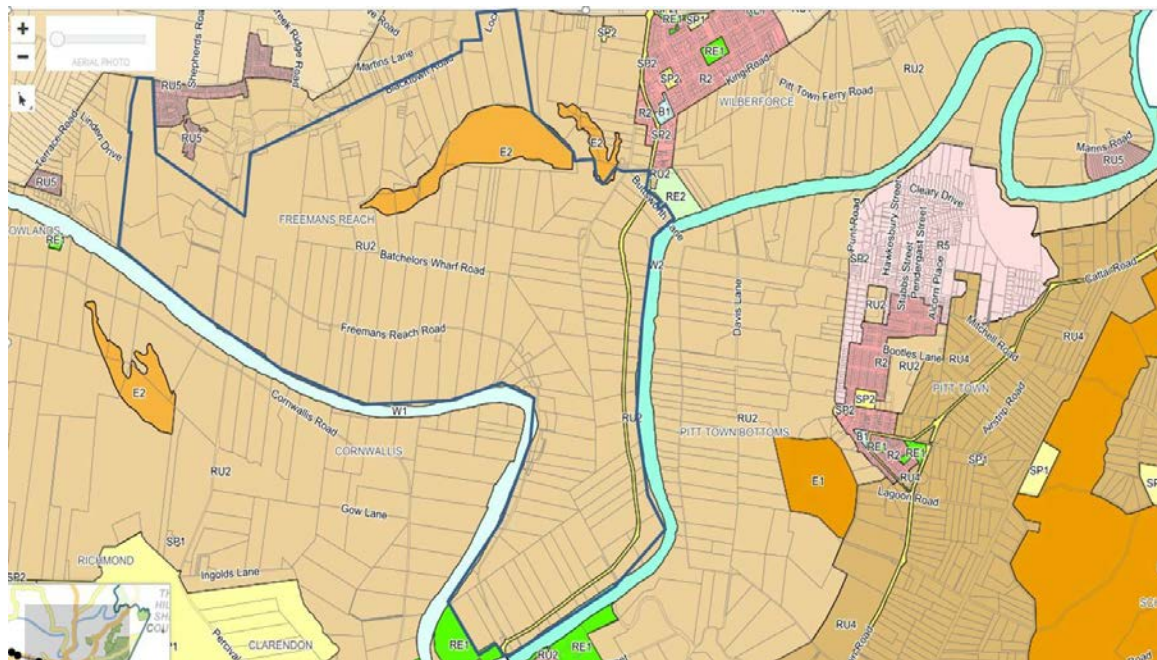 +
−
AERIAL PHOTO
Shepherds Road
Creek Ridge Road
Martins Lane
Blacktown Road
SP2
RE1
SP1
RE1
SP2
SP2
R2
King Road
RU2
WILBERFORCE
Pitt Town Ferry Road
B1
R2
SP2
RU5
RU5
Terrace Road
Linden Drive
RU5
E2
E2
RU2
RE2
Manns Road
RU5
Cleary Drive
Punt Road
Hawkesbury Street
Stubbs Street
Pendergast Street
Alcorn Place
R5
SP2
RU2
FREEMANS REACH
RU2
Batchelors Wharf Road
OWLANDS
RE1
W2
Davis Lane
Cattai Road
Freemans Reach Road
Mitchell Road
RU4
Bootles Lane
RU4
R2
RU2
PITT TOWN
Airstrip Road
E2
Cornwallis Road
W1
CORNWALLIS
RU2
RU2
PITT TOWN BOTTOMS
SP2
SP2
B1
RE1
R2
RE1
RU4
SP1
SP1
Lagoon Road
E1
RU2
Gow Lane
SP1
RICHMOND
Ingolds Lane
SP2
CLARENDON
RE1
RE1
RU2
RU4